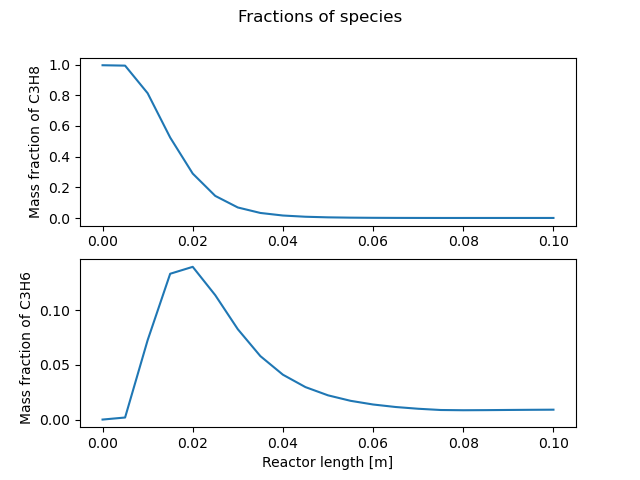 Fractions of species
Mass fraction of C3H8
1.0
0.8
0.6
0.4
0.2
0.0
0.00 0.02 0.04 0.06 0.08 0.10
Mass fraction of C3H6
0.10
0.05
0.00
0.00 0.02 0.04 0.06 0.08 0.10
Reactor length [m]